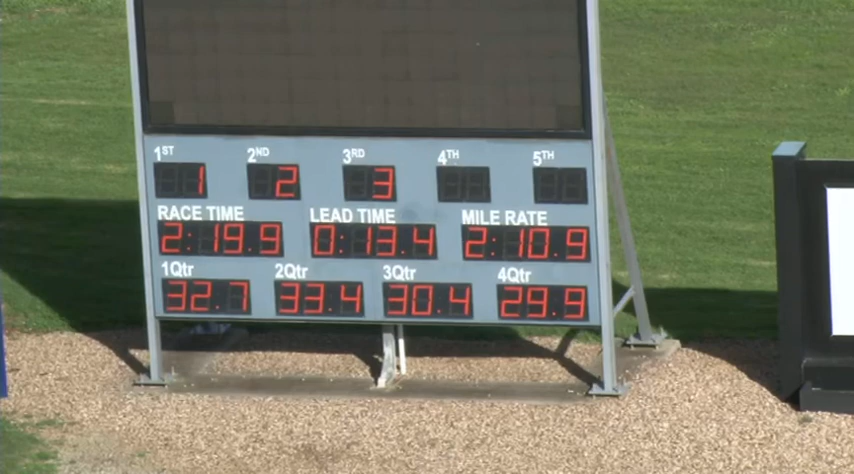 1ST 2ND 3RD 4TH 5TH
1 2 3
RACE TIME LEAD TIME MILE RATE
2:19.9 0:13.4 2:10.9
1Qtr 2Qtr 3Qtr 4Qtr
32.7 33.4 30.4 29.9